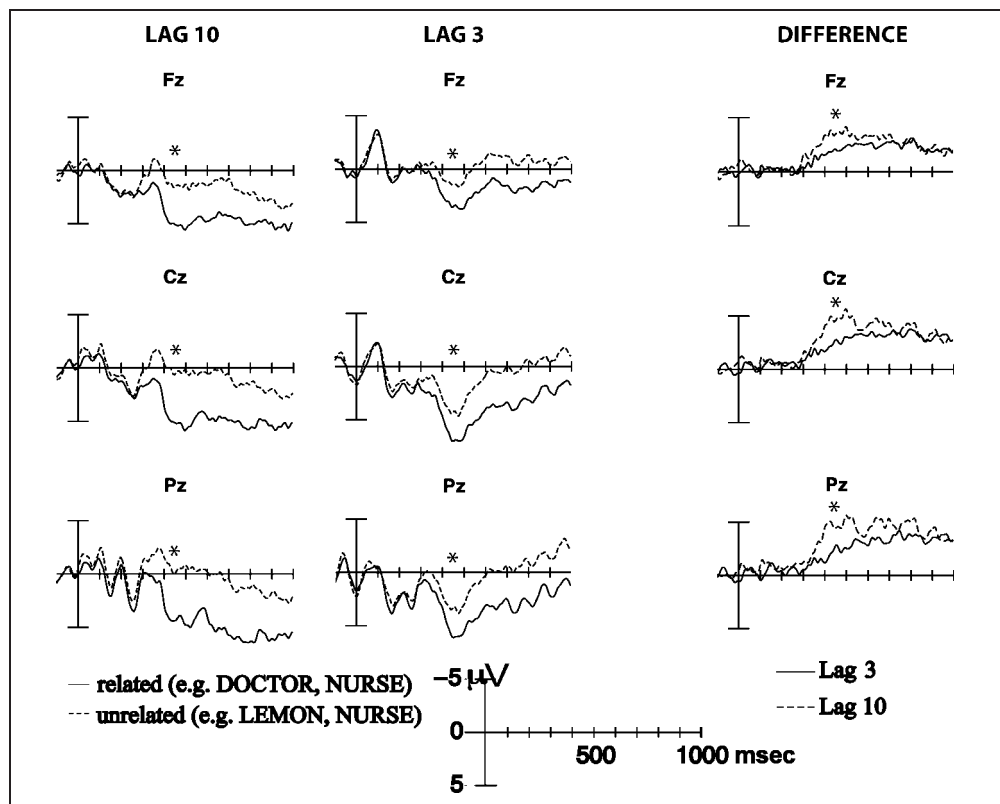 LAG 10 LAG 3 DIFFERENCE
Fz Fz Fz
* * *
Cz Cz Cz
* * *
Pz Pz Pz
* * *
related (e.g. DOCTOR, NURSE)
unrelated (e.g. LEMON, NURSE)
−5 µV
0
5
500 1000 msec
Lag 3
Lag 10